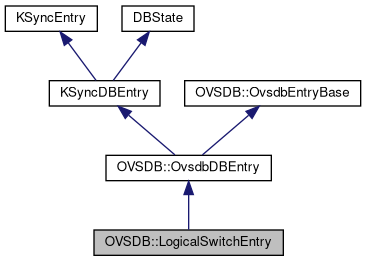 KSyncEntry
DBState
KSyncDBEntry
OVSDB::OvsdbEntryBase
OVSDB::OvsdbDBEntry
OVSDB::LogicalSwitchEntry